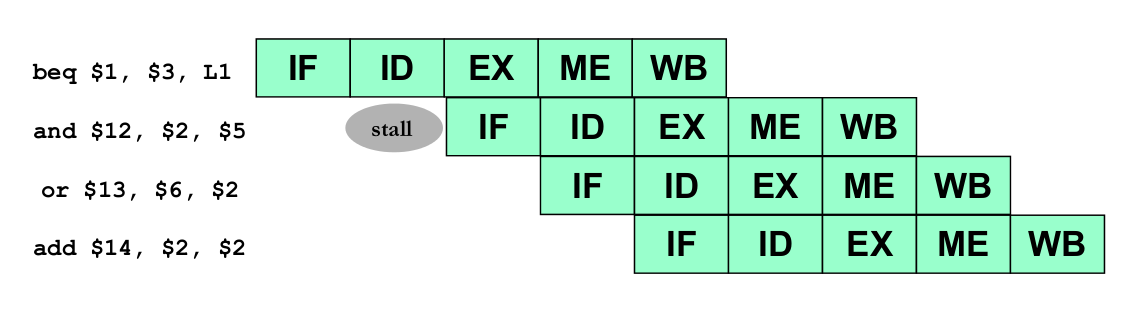 beq $1, $3, L1 IF ID EX ME WB
and $12, $2, $5 stall IF ID EX ME WB
or $13, $6, $2 IF ID EX ME WB
add $14, $2, $2 IF ID EX ME WB